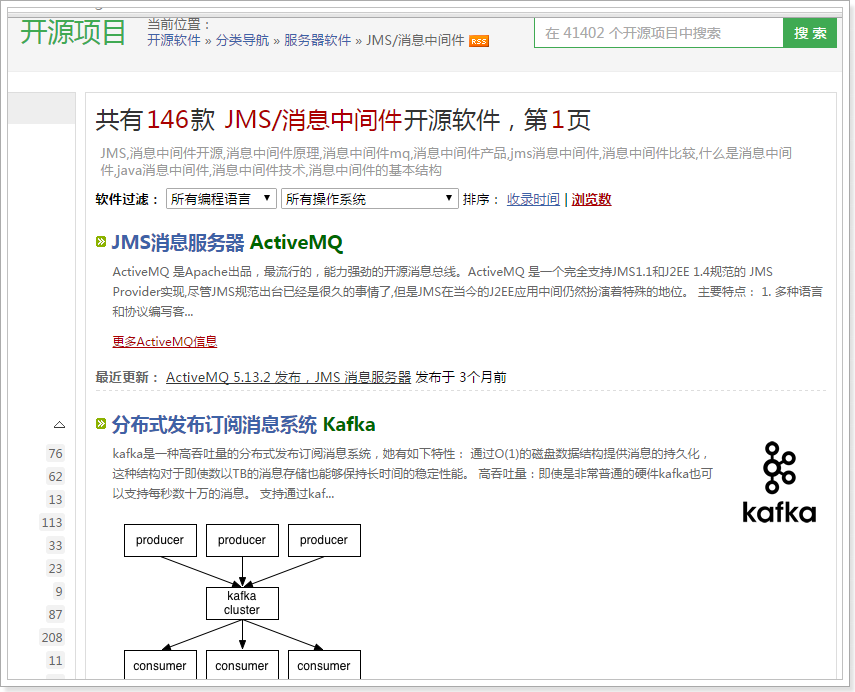 开源项目
当前位置：
开源软件 » 分类导航 » 服务器软件 » JMS/消息中间件 RSS
在 41402 个开源项目中搜索
搜 索
共有146款 JMS/消息中间件开源软件，第1页
JMS,消息中间件开源,消息中间件原理,消息中间件mq,消息中间件产品,jms消息中间件,消息中间件比较,什么是消息中间
件,java消息中间件,消息中间件技术,消息中间件的基本结构
软件过滤： 所有编程语言 ▼ 所有操作系统 ▼ 排序： 收录时间 | 浏览数
JMS消息服务器 ActiveMQ
ActiveMQ 是Apache出品，最流行的，能力强劲的开源消息总线。ActiveMQ 是一个完全支持JMS1.1和J2EE 1.4规范的 JMS
Provider实现,尽管JMS规范出台已经是很久的事情了,但是JMS在当今的J2EE应用中间仍然扮演着特殊的地位。 主要特点： 1. 多种语言
和协议编写客...
更多ActiveMQ信息
最近更新： ActiveMQ 5.13.2 发布，JMS 消息服务器 发布于 3个月前
分布式发布订阅消息系统 Kafka
kafka是一种高吞吐量的分布式发布订阅消息系统，她有如下特性： 通过O(1)的磁盘数据结构提供消息的持久化，
这种结构对于即使数以TB的消息存储也能够保持长时间的稳定性能。 高吞吐量：即使是非常普通的硬件kafka也可
以支持每秒数十万的消息。 支持通过kaf...
kafka
producer producer producer
kafka
cluster
consumer consumer consumer
76
62
13
113
33
23
9
87
208
11